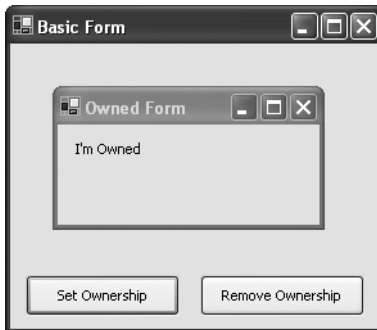 Basic Form
Owned Form
I'm Owned
Set Ownership
Remove Ownership